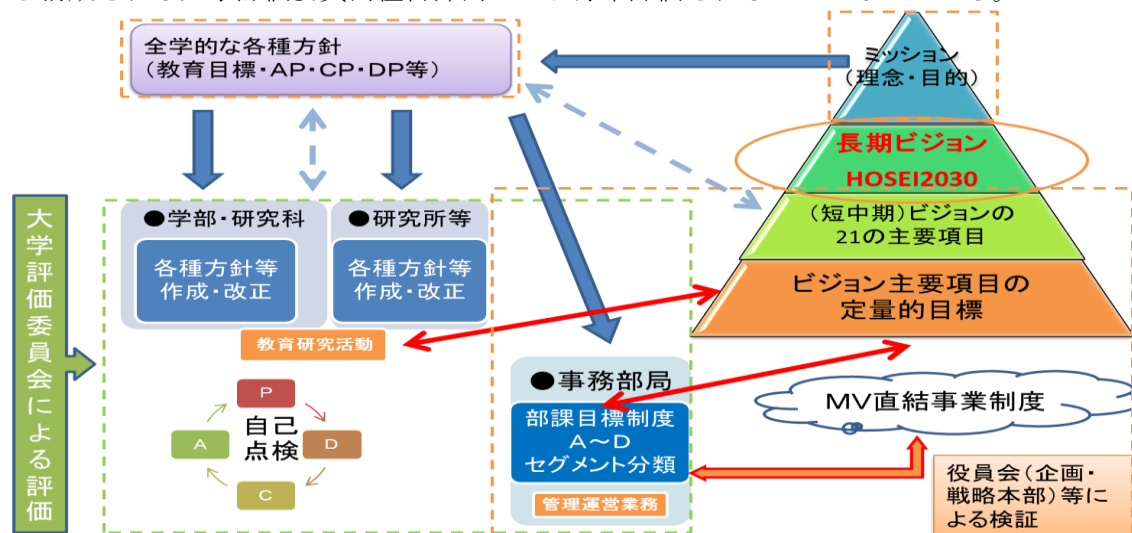 全学的な各種方針
(教育目標・AP・CP・DP等)
ミッション
(理念・目的)
長期ビジョン
HOSEI2030
(短中期)ビジョンの
21の主要項目
ビジョン主要項目の
定量的目標
大学評価委員会による評価
●学部・研究科
各種方針等
作成・改正
●研究所等
各種方針等
作成・改正
教育研究活動
P
D
C
A
自己
点検
●事務部局
部課目標制度
A～D
セグメント分類
管理運営業務
MV直結事業制度
役員会(企画・
戦略本部)等に
よる検証